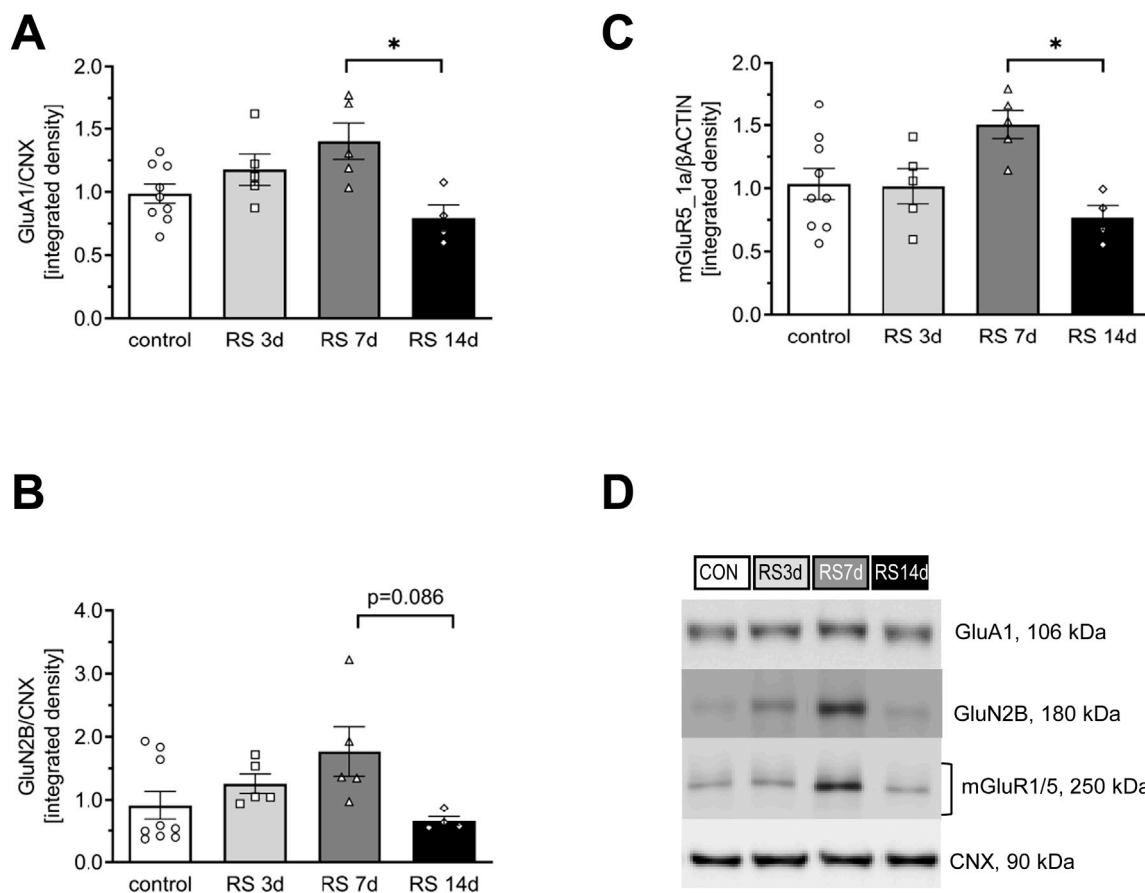 A
*
GluA1/CNX
[integrated density]
2.0
1.5
1.0
0.5
0.0
control RS 3d RS 7d RS 14d
C
*
mGluR5_1a/βACTIN
[integrated density]
2.0
1.5
1.0
0.5
0.0
control RS 3d RS 7d RS 14d
B
p=0.086
GluN2B/CNX
[integrated density]
4.0
3.0
2.0
1.0
0.0
control RS 3d RS 7d RS 14d
D
CON RS3d RS7d RS14d
GluA1, 106 kDa
GluN2B, 180 kDa
mGluR1/5, 250 kDa
CNX, 90 kDa